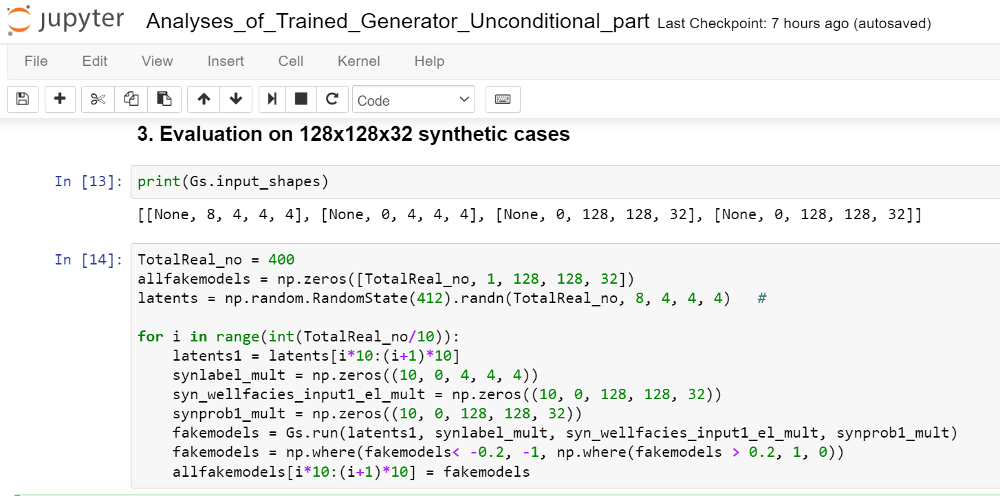 jupyter Analyses_of_Trained_Generator_Unconditional_part Last Checkpoint: 7 hours ago (autosaved)
File Edit View Insert Cell Kernel Help
Code
3. Evaluation on 128x128x32 synthetic cases
In [13]: print(Gs.input_shapes)
[[None, 8, 4, 4, 4], [None, 0, 4, 4, 4], [None, 0, 128, 128, 32], [None, 0, 128, 128, 32]]
In [14]: TotalReal_no = 400
allfakemodels = np.zeros([TotalReal_no, 1, 128, 128, 32])
latents = np.random.RandomState(412).randn(TotalReal_no, 8, 4, 4, 4)   #
for i in range(int(TotalReal_no/10)):
    latents1 = latents[i*10:(i+1)*10]
    synlabel_mult = np.zeros((10, 0, 4, 4, 4))
    syn_wellfacies_input1_el_mult = np.zeros((10, 0, 128, 128, 32))
    synprob1_mult = np.zeros((10, 0, 128, 128, 32))
    fakemodels = Gs.run(latents1, synlabel_mult, syn_wellfacies_input1_el_mult, synprob1_mult)
    fakemodels = np.where(fakemodels< -0.2, -1, np.where(fakemodels > 0.2, 1, 0))
    allfakemodels[i*10:(i+1)*10] = fakemodels